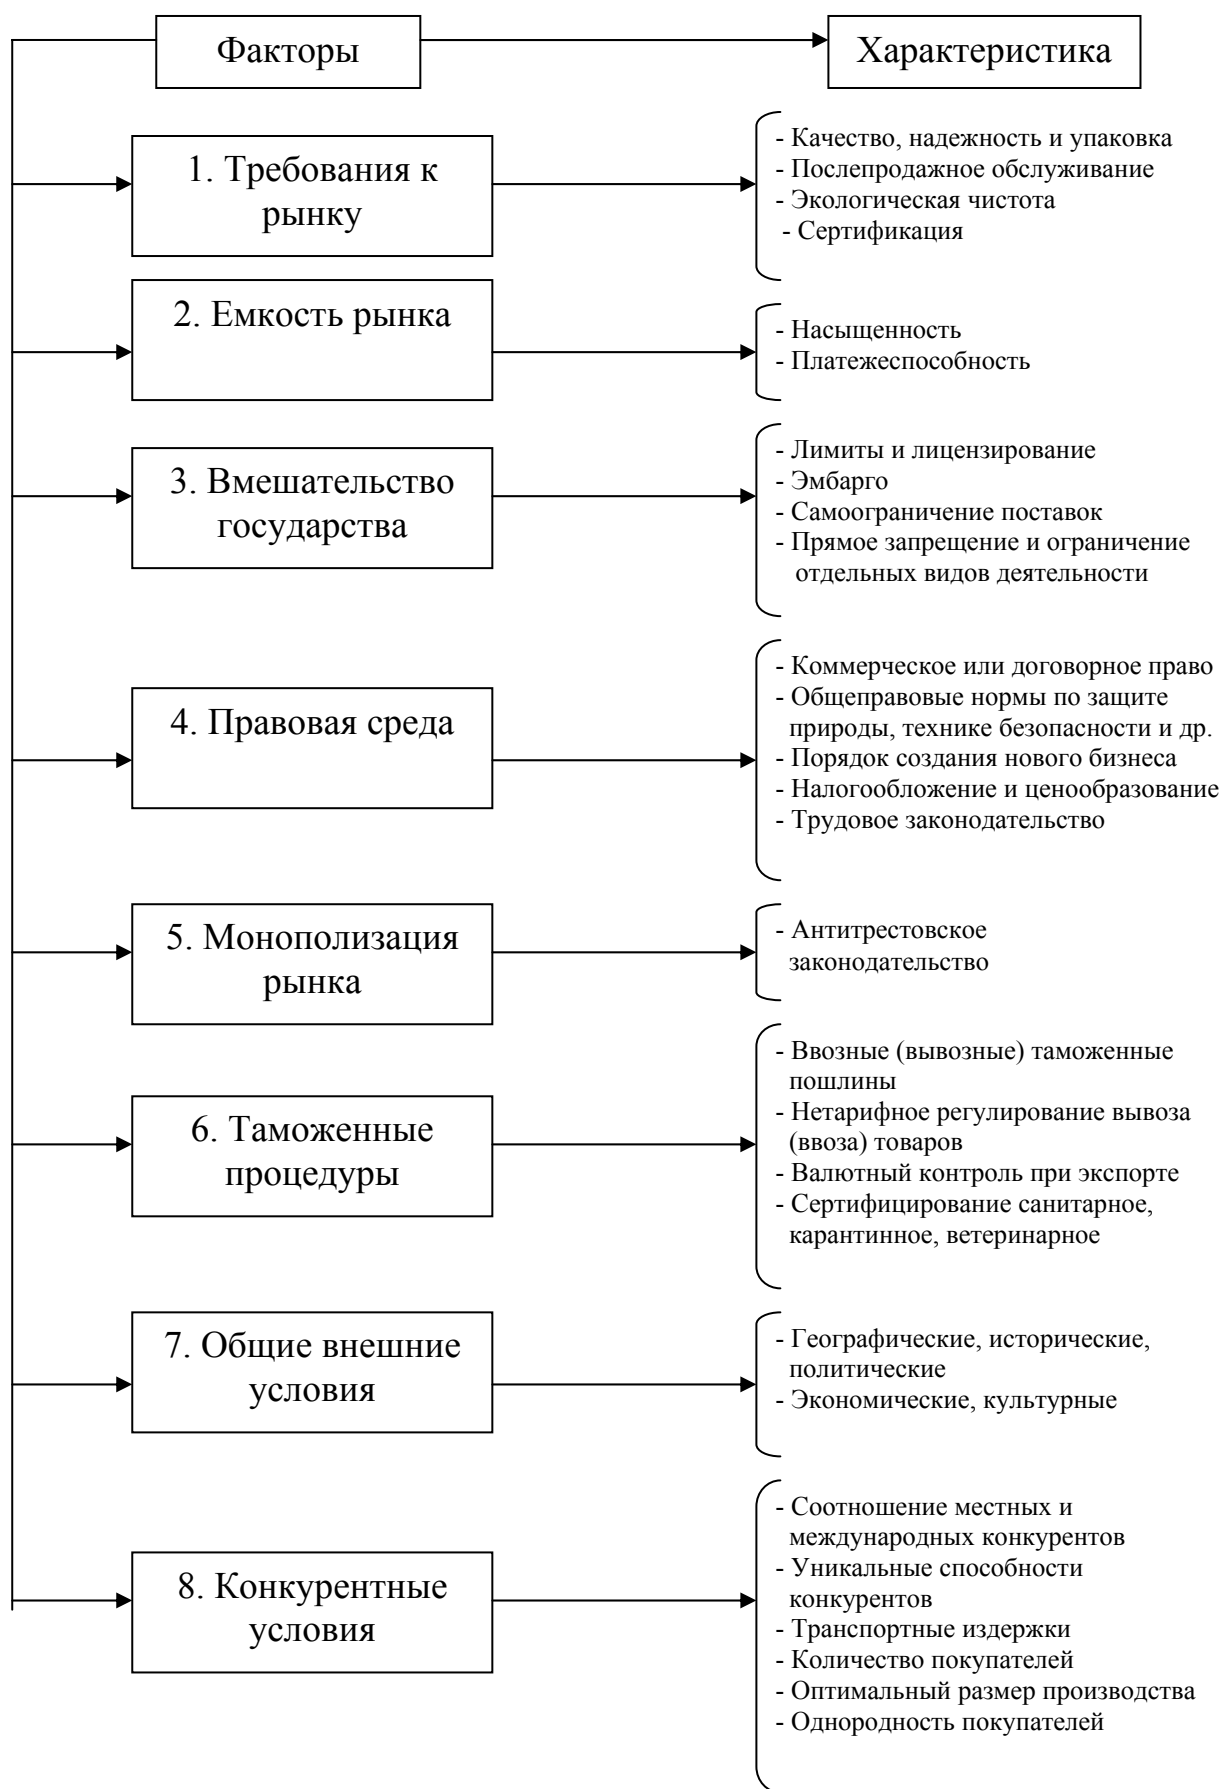 Факторы
Характеристика
1. Требования к
рынку
- Качество, надежность и упаковка
- Послепродажное обслуживание
- Экологическая чистота
- Сертификация
2. Емкость рынка
- Насыщенность
- Платежеспособность
3. Вмешательство
государства
- Лимиты и лицензирование
- Эмбарго
- Самоограничение поставок
- Прямое запрещение и ограничение
отдельных видов деятельности
4. Правовая среда
- Коммерческое или договорное право
- Общеправовые нормы по защите
природы, технике безопасности и др.
- Порядок создания нового бизнеса
- Налогообложение и ценообразование
- Трудовое законодательство
5. Монополизация
рынка
- Антитрестовское
законодательство
6. Таможенные
процедуры
- Ввозные (вывозные) таможенные
пошлины
- Нетарифное регулирование вывоза
(ввоза) товаров
- Валютный контроль при экспорте
- Сертифицирование санитарное,
карантинное, ветеринарное
7. Общие внешние
условия
- Географические, исторические,
политические
- Экономические, культурные
8. Конкурентные
условия
- Соотношение местных и
международных конкурентов
- Уникальные способности
конкурентов
- Транспортные издержки
- Количество покупателей
- Оптимальный размер производства
- Однородность покупателей